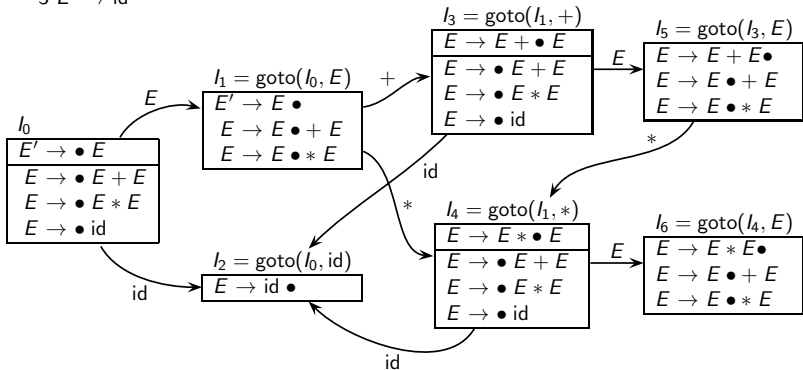 3 E → id
I₀
E′ → • E
E → • E + E
E → • E ∗ E
E → • id
E
id
I₁ = goto(I₀, E)
E′ → E •
E → E • + E
E → E • ∗ E
+
∗
I₂ = goto(I₀, id)
E → id •
I₃ = goto(I₁, +)
E → E + • E
E → • E + E
E → • E ∗ E
E → • id
id
E
I₄ = goto(I₁, ∗)
E → E ∗ • E
E → • E + E
E → • E ∗ E
E → • id
id
E
I₅ = goto(I₃, E)
E → E + E•
E → E • + E
E → E • ∗ E
∗
I₆ = goto(I₄, E)
E → E ∗ E•
E → E • + E
E → E • ∗ E